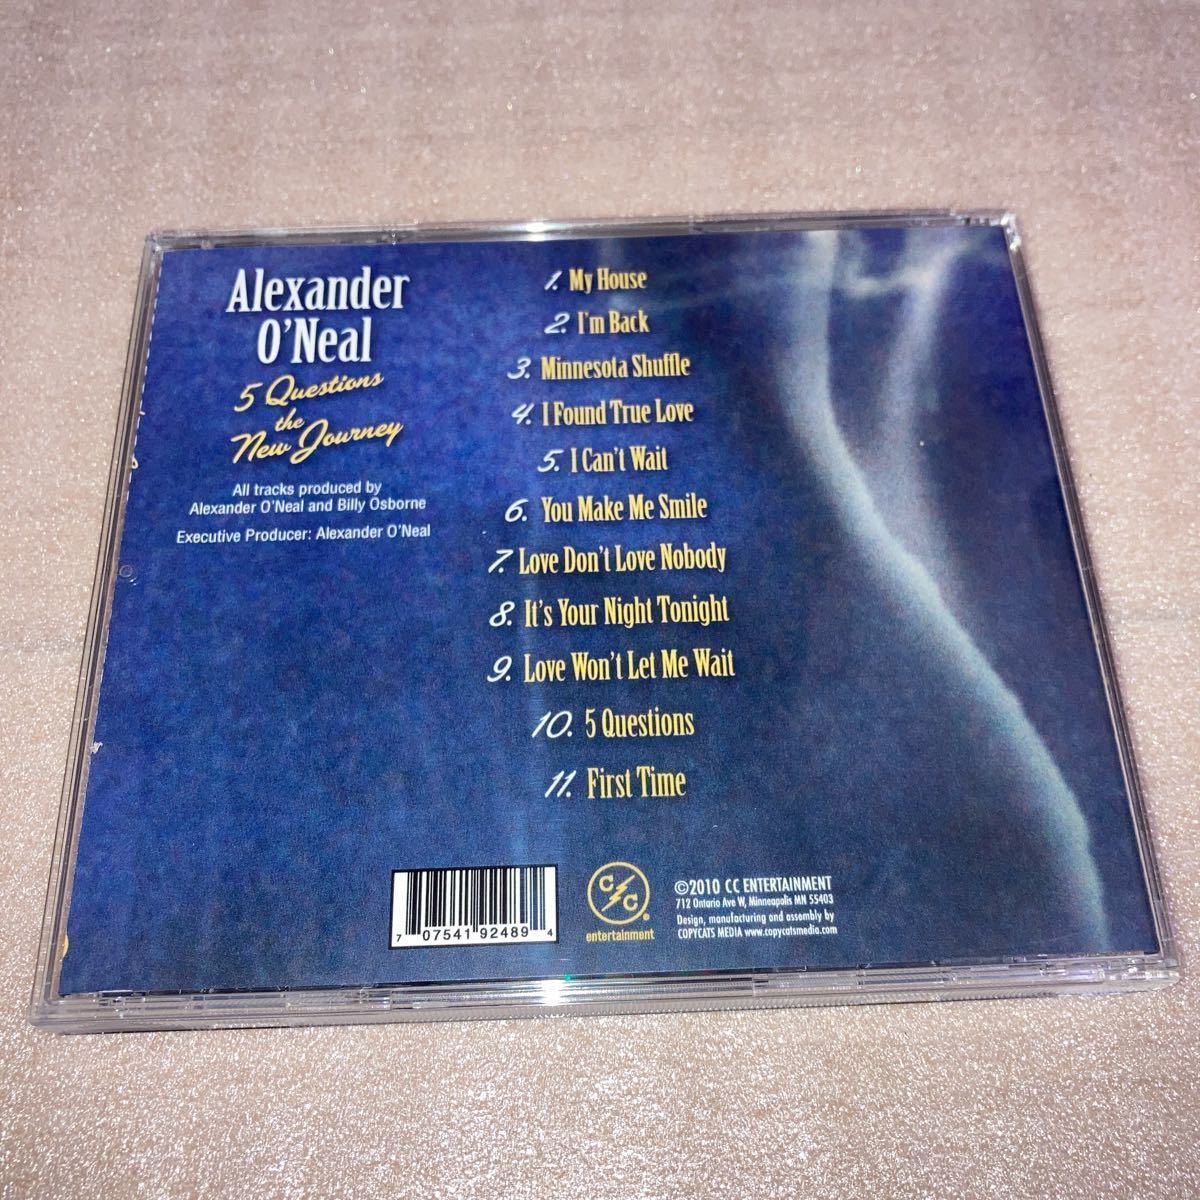 Alexander
O'Neal
5 Questions
the
New Journey
All tracks produced by
Alexander O'Neal and Billy Osborne
Executive Producer: Alexander O'Neal
1. My House
2. I'm Back
3. Minnesota Shuffle
4. I Found True Love
5. I Can't Wait
6. You Make Me Smile
7. Love Don't Love Nobody
8. It's Your Night Tonight
9. Love Won't Let Me Wait
10. 5 Questions
11. First Time
7 07541 92489 4
C C ®
entertainment
©2010 CC ENTERTAINMENT
712 Ontario Ave W, Minneapolis MN 55403
Design, manufacturing and assembly by
COPYCATS MEDIA www.copycatsmedia.com